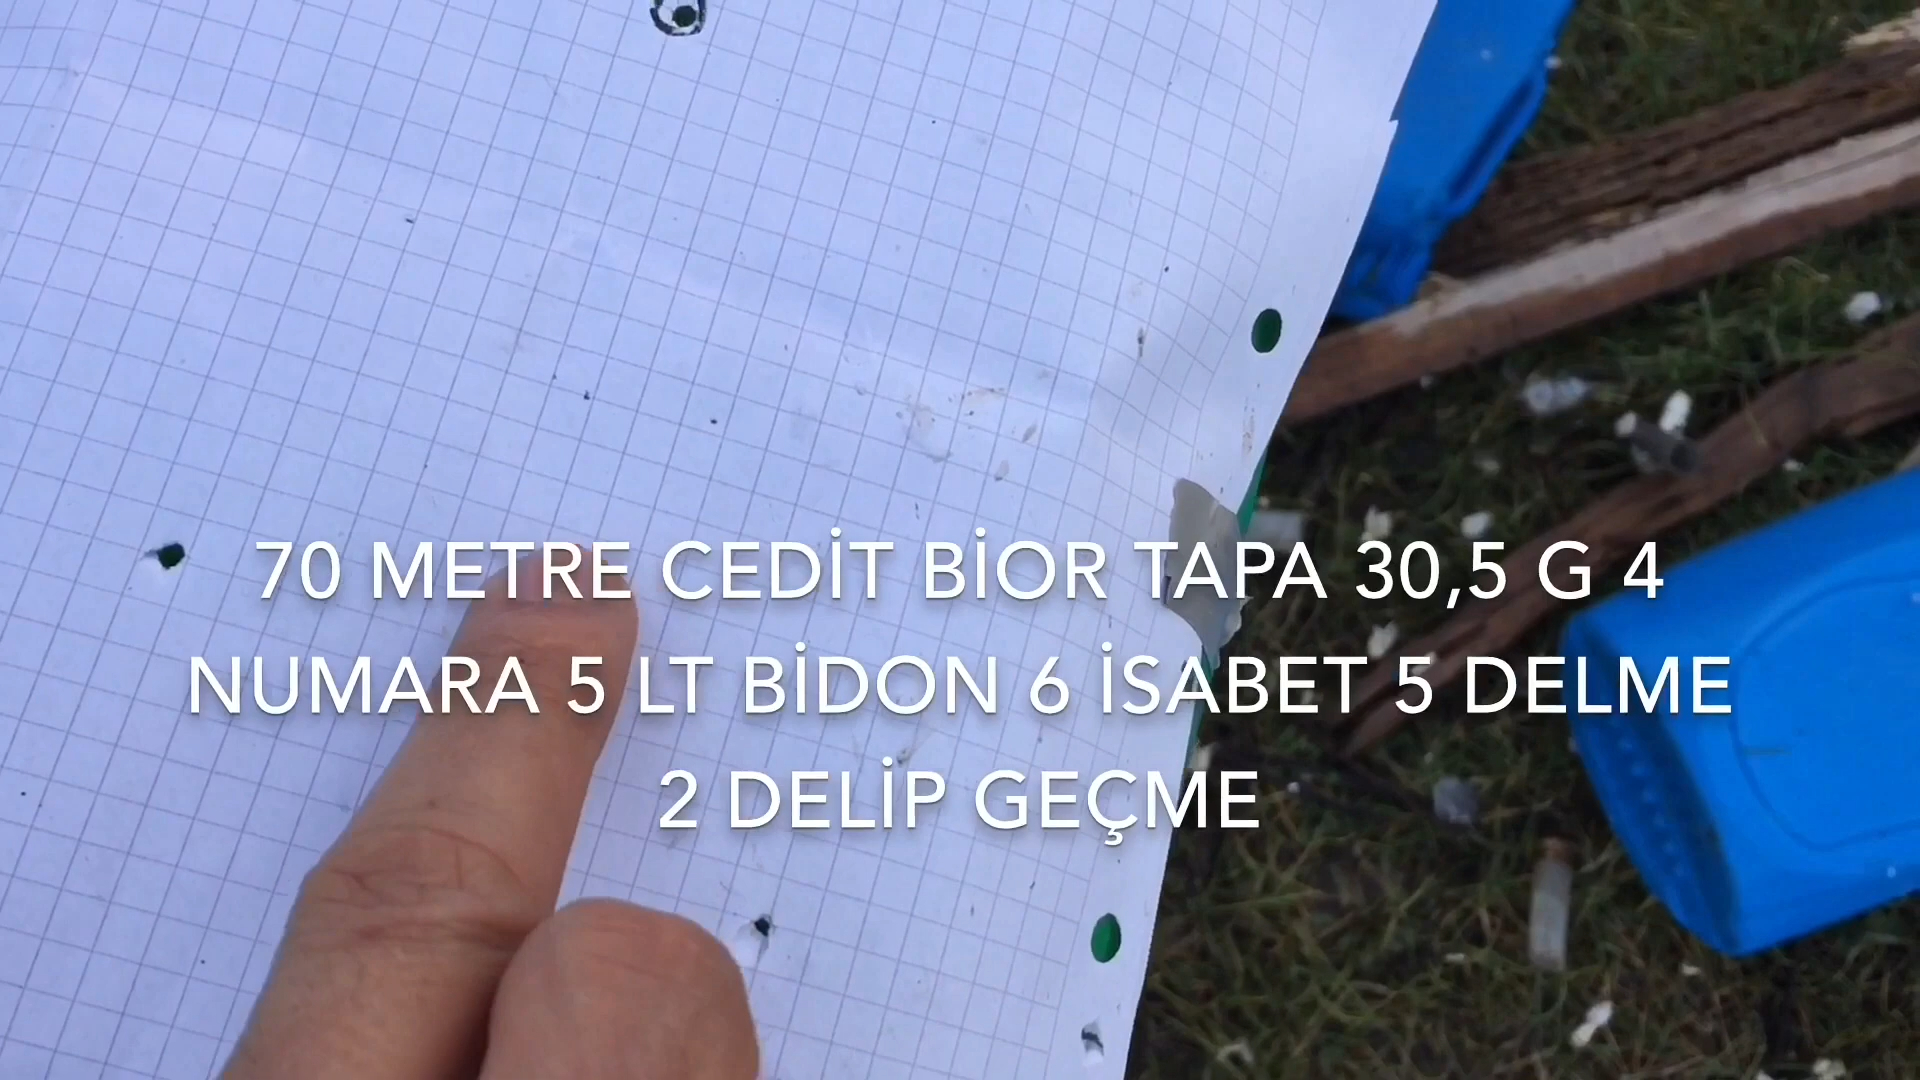 70 METRE CEDİT BİOR TAPA 30,5 G 4
NUMARA 5 LT BİDON 6 İSABET 5 DELME
2 DELİP GEÇME